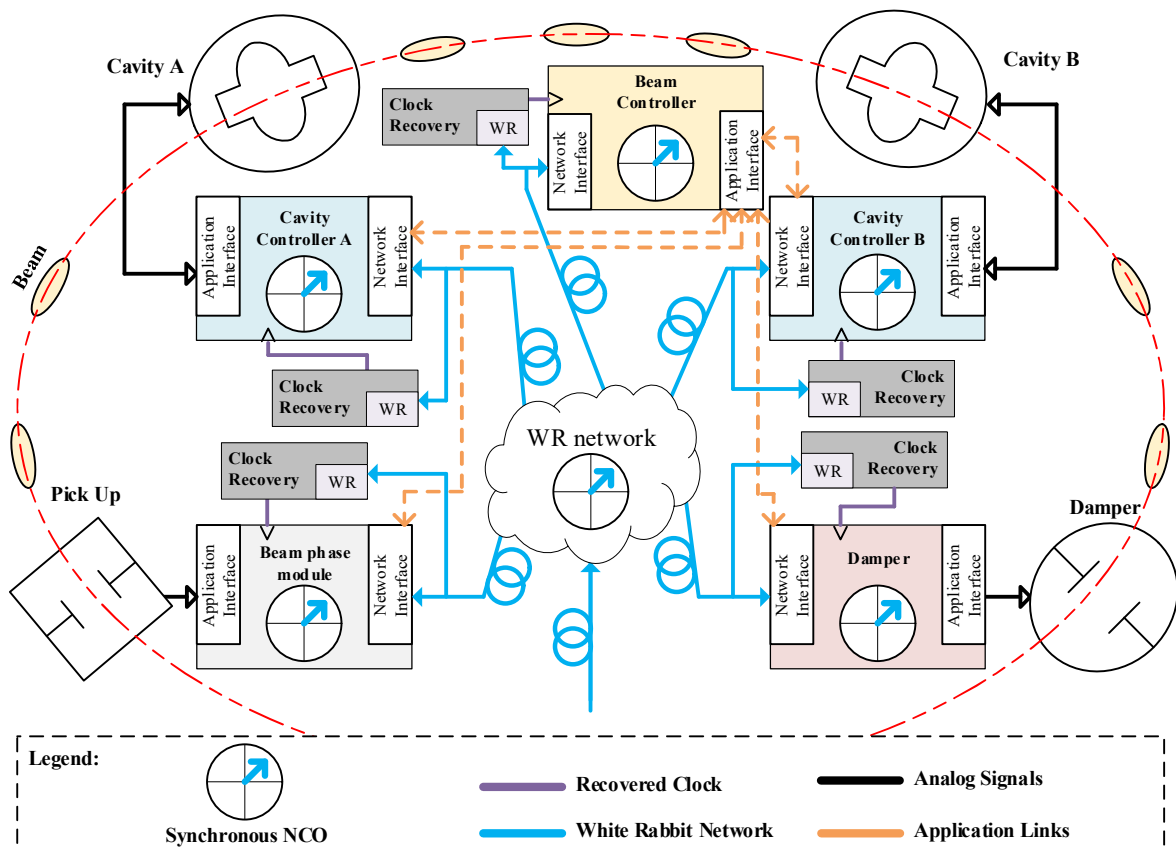 Cavity A
Cavity B
Beam
Controller
Clock
Recovery
WR
Network
Interface
Application
Interface
Cavity
Controller A
Application
Interface
Network
Interface
Cavity
Controller B
Network
Interface
Application
Interface
Beam
Clock
Recovery
WR
Clock
Recovery
WR
WR network
Clock
Recovery
WR
Clock
Recovery
WR
Pick Up
Damper
Beam phase
module
Application
Interface
Network
Interface
Damper
Network
Interface
Application
Interface
Legend:
Synchronous NCO
Recovered Clock
White Rabbit Network
Analog Signals
Application Links